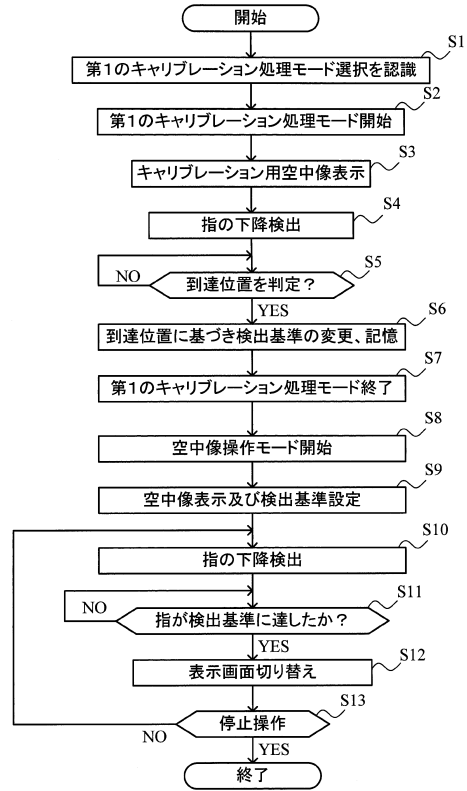 開始
S1
第１のキャリブレーション処理モード選択を認識
S2
第１のキャリブレーション処理モード開始
S3
キャリブレーション用空中像表示
S4
指の下降検出
S5
到達位置を判定？
NO
YES
S6
到達位置に基づき検出基準の変更、記憶
S7
第１のキャリブレーション処理モード終了
S8
空中像操作モード開始
S9
空中像表示及び検出基準設定
S10
指の下降検出
S11
指が検出基準に達したか？
NO
YES
S12
表示画面切り替え
S13
停止操作
NO
YES
終了